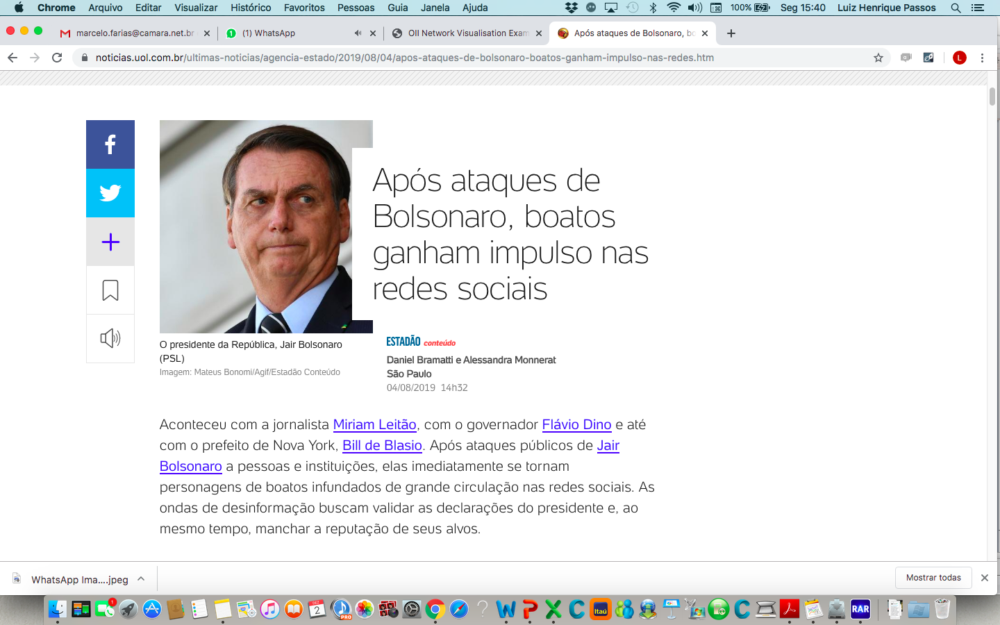 Chrome Arquivo Editar Visualizar Histórico Favoritos Pessoas Guia Janela Ajuda 100% Seg 15:40 Luiz Henrique Passos
marcelo.farias@camara.net.br (1) WhatsApp OII Network Visualisation Exam Após ataques de Bolsonaro, bo
noticias.uol.com.br/ultimas-noticias/agencia-estado/2019/08/04/apos-ataques-de-bolsonaro-boatos-ganham-impulso-nas-redes.htm L
Após ataques de
Bolsonaro, boatos
ganham impulso nas
redes sociais
O presidente da República, Jair Bolsonaro
(PSL)
Imagem: Mateus Bonomi/Agif/Estadão Conteúdo
ESTADÃO conteúdo
Daniel Bramatti e Alessandra Monnerat
São Paulo
04/08/2019 14h32
Aconteceu com a jornalista Miriam Leitão, com o governador Flávio Dino e até
com o prefeito de Nova York, Bill de Blasio. Após ataques públicos de Jair
Bolsonaro a pessoas e instituições, elas imediatamente se tornam
personagens de boatos infundados de grande circulação nas redes sociais. As
ondas de desinformação buscam validar as declarações do presidente e, ao
mesmo tempo, manchar a reputação de seus alvos.
WhatsApp Ima....jpeg Mostrar todas
1 2 PRO Itaú RAR